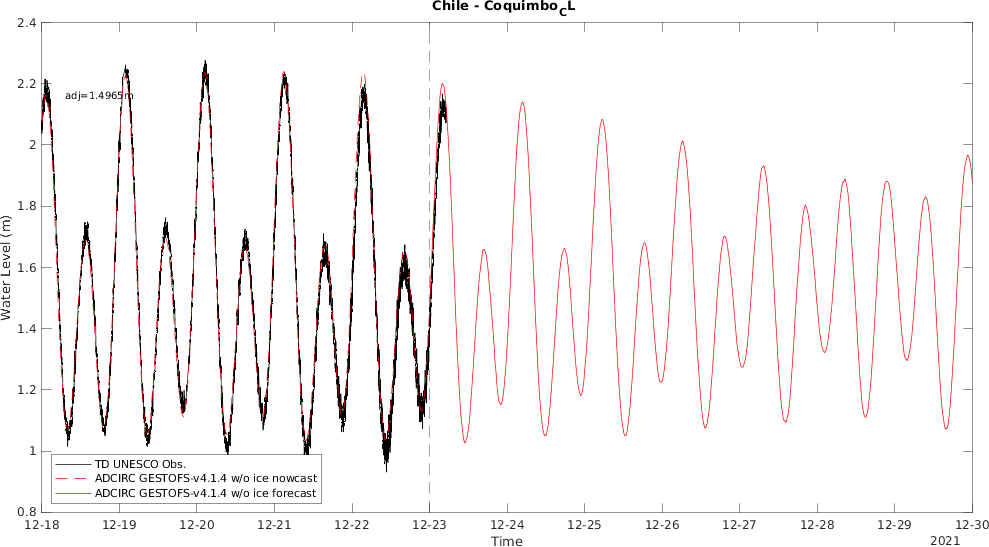 Chile - Coquimbo_CL
2.4
2.2
2
1.8
1.6
1.4
1.2
1
0.8
Water Level (m)
adj=1.4965m
TD UNESCO Obs.
ADCIRC GESTOFS-v4.1.4 w/o ice nowcast
ADCIRC GESTOFS-v4.1.4 w/o ice forecast
12-18 12-19 12-20 12-21 12-22 12-23 12-24 12-25 12-26 12-27 12-28 12-29 12-30
Time
2021